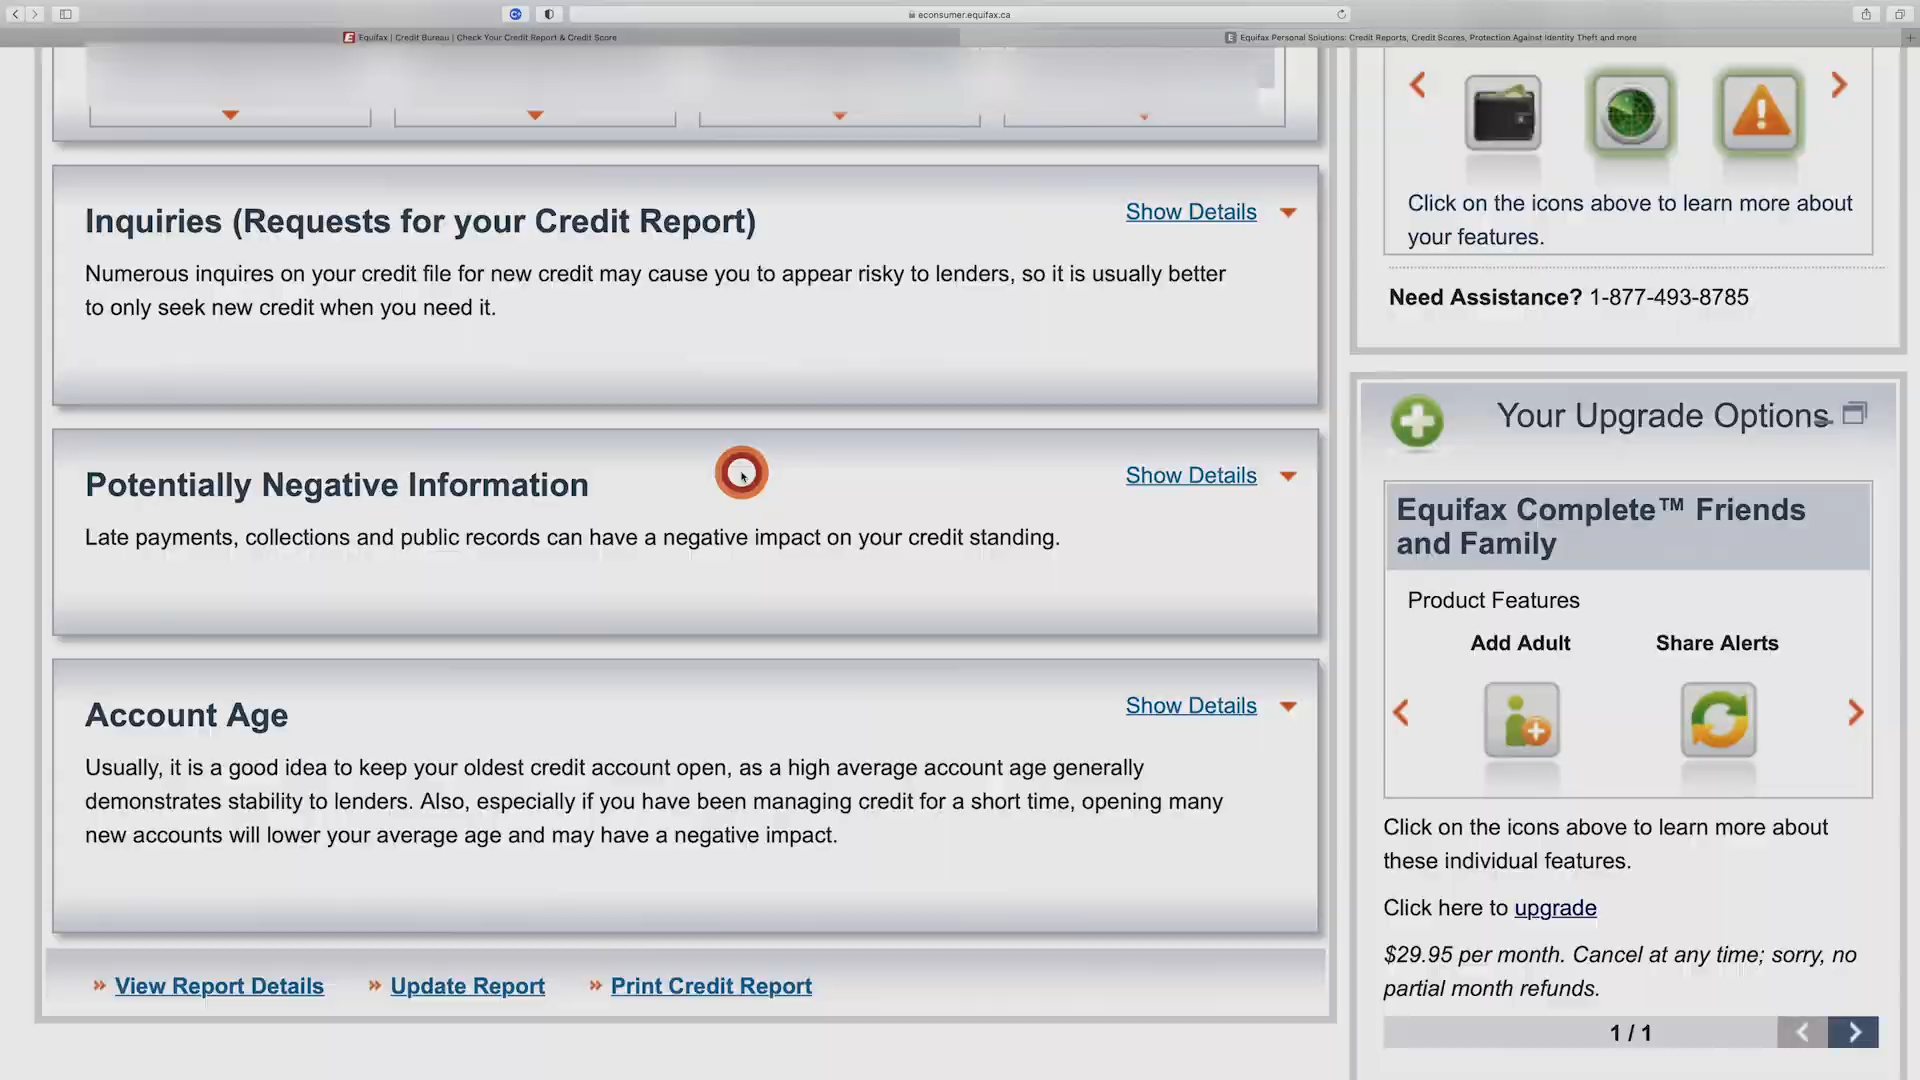 econsumer.equifax.ca
Equifax | Credit Bureau | Check Your Credit Report & Credit Score
Equifax Personal Solutions: Credit Reports, Credit Scores, Protection Against Identity Theft and more
Inquiries (Requests for your Credit Report)
Show Details
Numerous inquires on your credit file for new credit may cause you to appear risky to lenders, so it is usually better
to only seek new credit when you need it.
Potentially Negative Information
Show Details
Late payments, collections and public records can have a negative impact on your credit standing.
Account Age
Show Details
Usually, it is a good idea to keep your oldest credit account open, as a high average account age generally
demonstrates stability to lenders. Also, especially if you have been managing credit for a short time, opening many
new accounts will lower your average age and may have a negative impact.
View Report Details
Update Report
Print Credit Report
Click on the icons above to learn more about
your features.
Need Assistance? 1-877-493-8785
Your Upgrade Options
Equifax Complete™ Friends
and Family
Product Features
Add Adult
Share Alerts
Click on the icons above to learn more about
these individual features.
Click here to upgrade
$29.95 per month. Cancel at any time; sorry, no
partial month refunds.
1 / 1